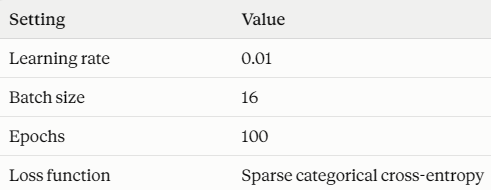 Setting Value
Learning rate 0.01
Batch size 16
Epochs 100
Loss function Sparse categorical cross-entropy